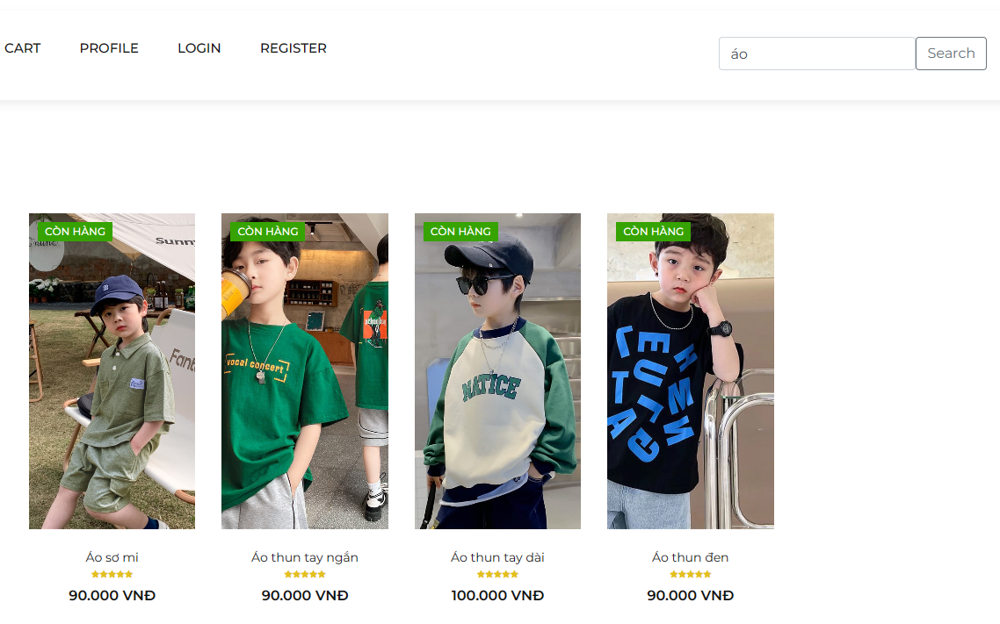 CART PROFILE LOGIN REGISTER
áo Search
CÒN HÀNG CÒN HÀNG CÒN HÀNG CÒN HÀNG
Sunny
Fant
vocal concert
NATICE
Áo sơ mi Áo thun tay ngắn Áo thun tay dài Áo thun đen
90.000 VNĐ 90.000 VNĐ 100.000 VNĐ 90.000 VNĐ